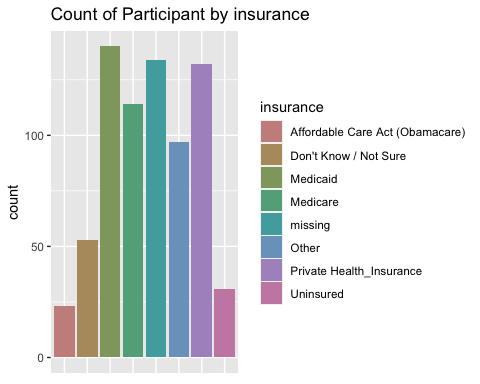 Count of Participant by insurance
count
100
50
0
insurance
Affordable Care Act (Obamacare)
Don't Know / Not Sure
Medicaid
Medicare
missing
Other
Private Health_Insurance
Uninsured